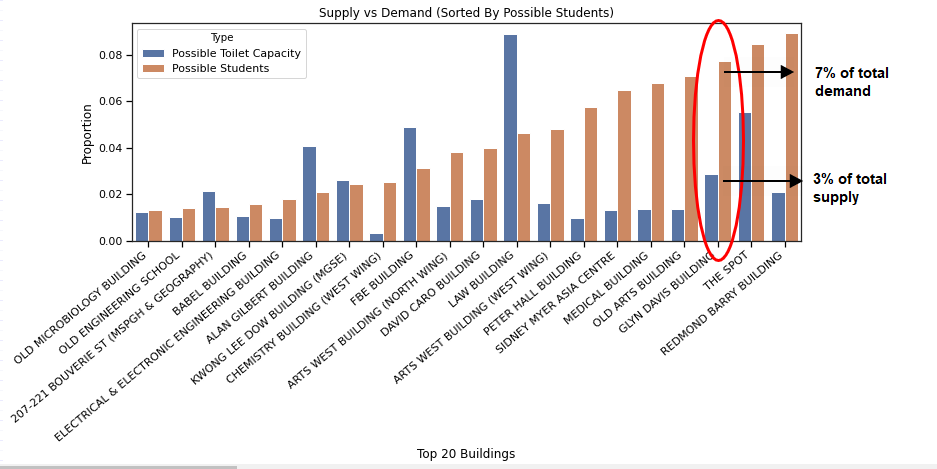 Supply vs Demand (Sorted By Possible Students)
Type
Possible Toilet Capacity
Possible Students
Proportion
0.08
0.06
0.04
0.02
0.00
7% of total
demand
3% of total
supply
OLD MICROBIOLOGY BUILDING
OLD ENGINEERING SCHOOL
207-221 BOUVERIE ST (MSPGH & GEOGRAPHY)
BABEL BUILDING
ELECTRICAL & ELECTRONIC ENGINEERING BUILDING
ALAN GILBERT BUILDING
KWONG LEE DOW BUILDING (MGSE)
CHEMISTRY BUILDING (WEST WING)
FBE BUILDING
ARTS WEST BUILDING (NORTH WING)
DAVID CARO BUILDING
LAW BUILDING
ARTS WEST BUILDING (WEST WING)
PETER HALL BUILDING
SIDNEY MYER ASIA CENTRE
MEDICAL BUILDING
OLD ARTS BUILDING
GLYN DAVIS BUILDING
THE SPOT
REDMOND BARRY BUILDING
Top 20 Buildings